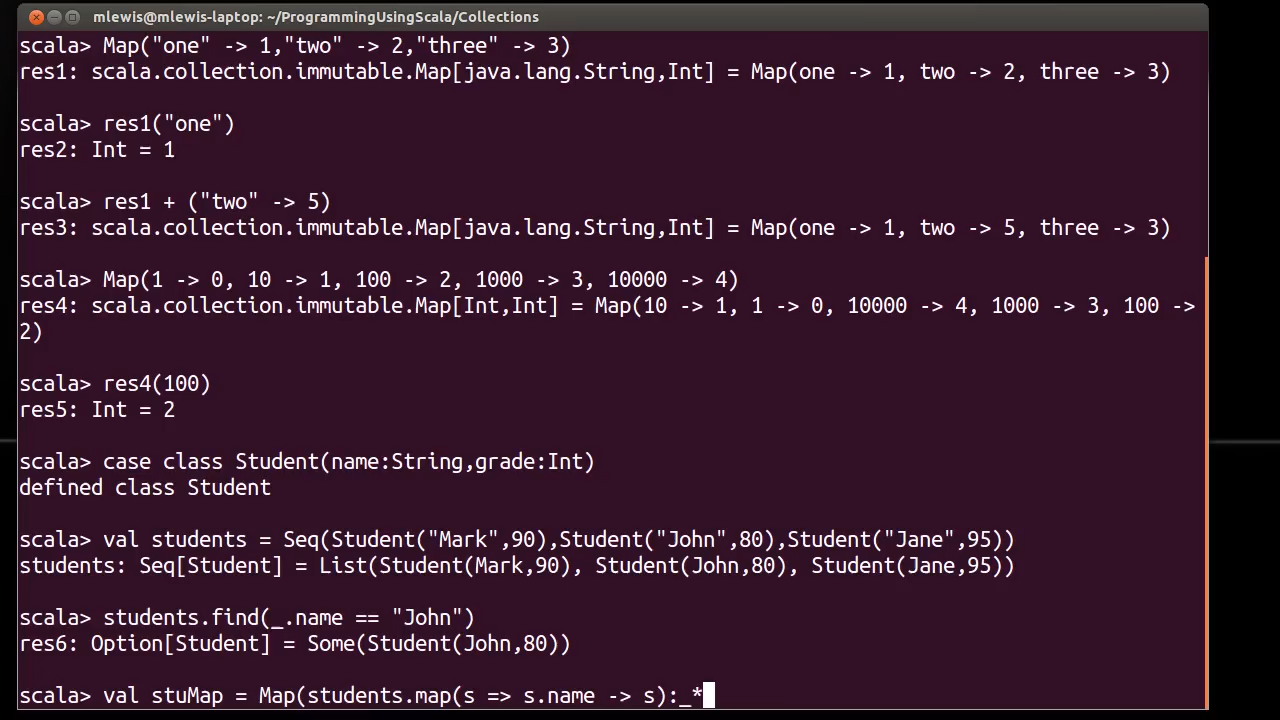 mlewis@mlewis-laptop: ~/ProgrammingUsingScala/Collections
scala> Map("one" -> 1,"two" -> 2,"three" -> 3)
res1: scala.collection.immutable.Map[java.lang.String,Int] = Map(one -> 1, two -> 2, three -> 3)
scala> res1("one")
res2: Int = 1
scala> res1 + ("two" -> 5)
res3: scala.collection.immutable.Map[java.lang.String,Int] = Map(one -> 1, two -> 5, three -> 3)
scala> Map(1 -> 0, 10 -> 1, 100 -> 2, 1000 -> 3, 10000 -> 4)
res4: scala.collection.immutable.Map[Int,Int] = Map(10 -> 1, 1 -> 0, 10000 -> 4, 1000 -> 3, 100 ->
2)
scala> res4(100)
res5: Int = 2
scala> case class Student(name:String,grade:Int)
defined class Student
scala> val students = Seq(Student("Mark",90),Student("John",80),Student("Jane",95))
students: Seq[Student] = List(Student(Mark,90), Student(John,80), Student(Jane,95))
scala> students.find(_.name == "John")
res6: Option[Student] = Some(Student(John,80))
scala> val stuMap = Map(students.map(s => s.name -> s):_*